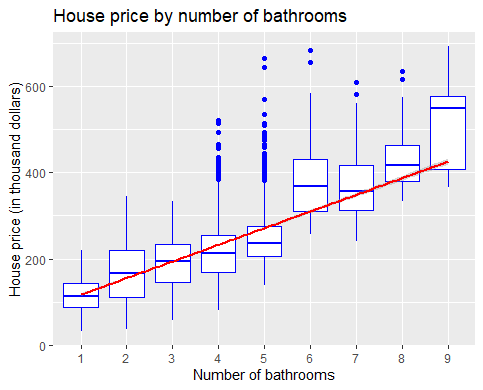 House price by number of bathrooms
House price (in thousand dollars)
600
400
200
0
1 2 3 4 5 6 7 8 9
Number of bathrooms